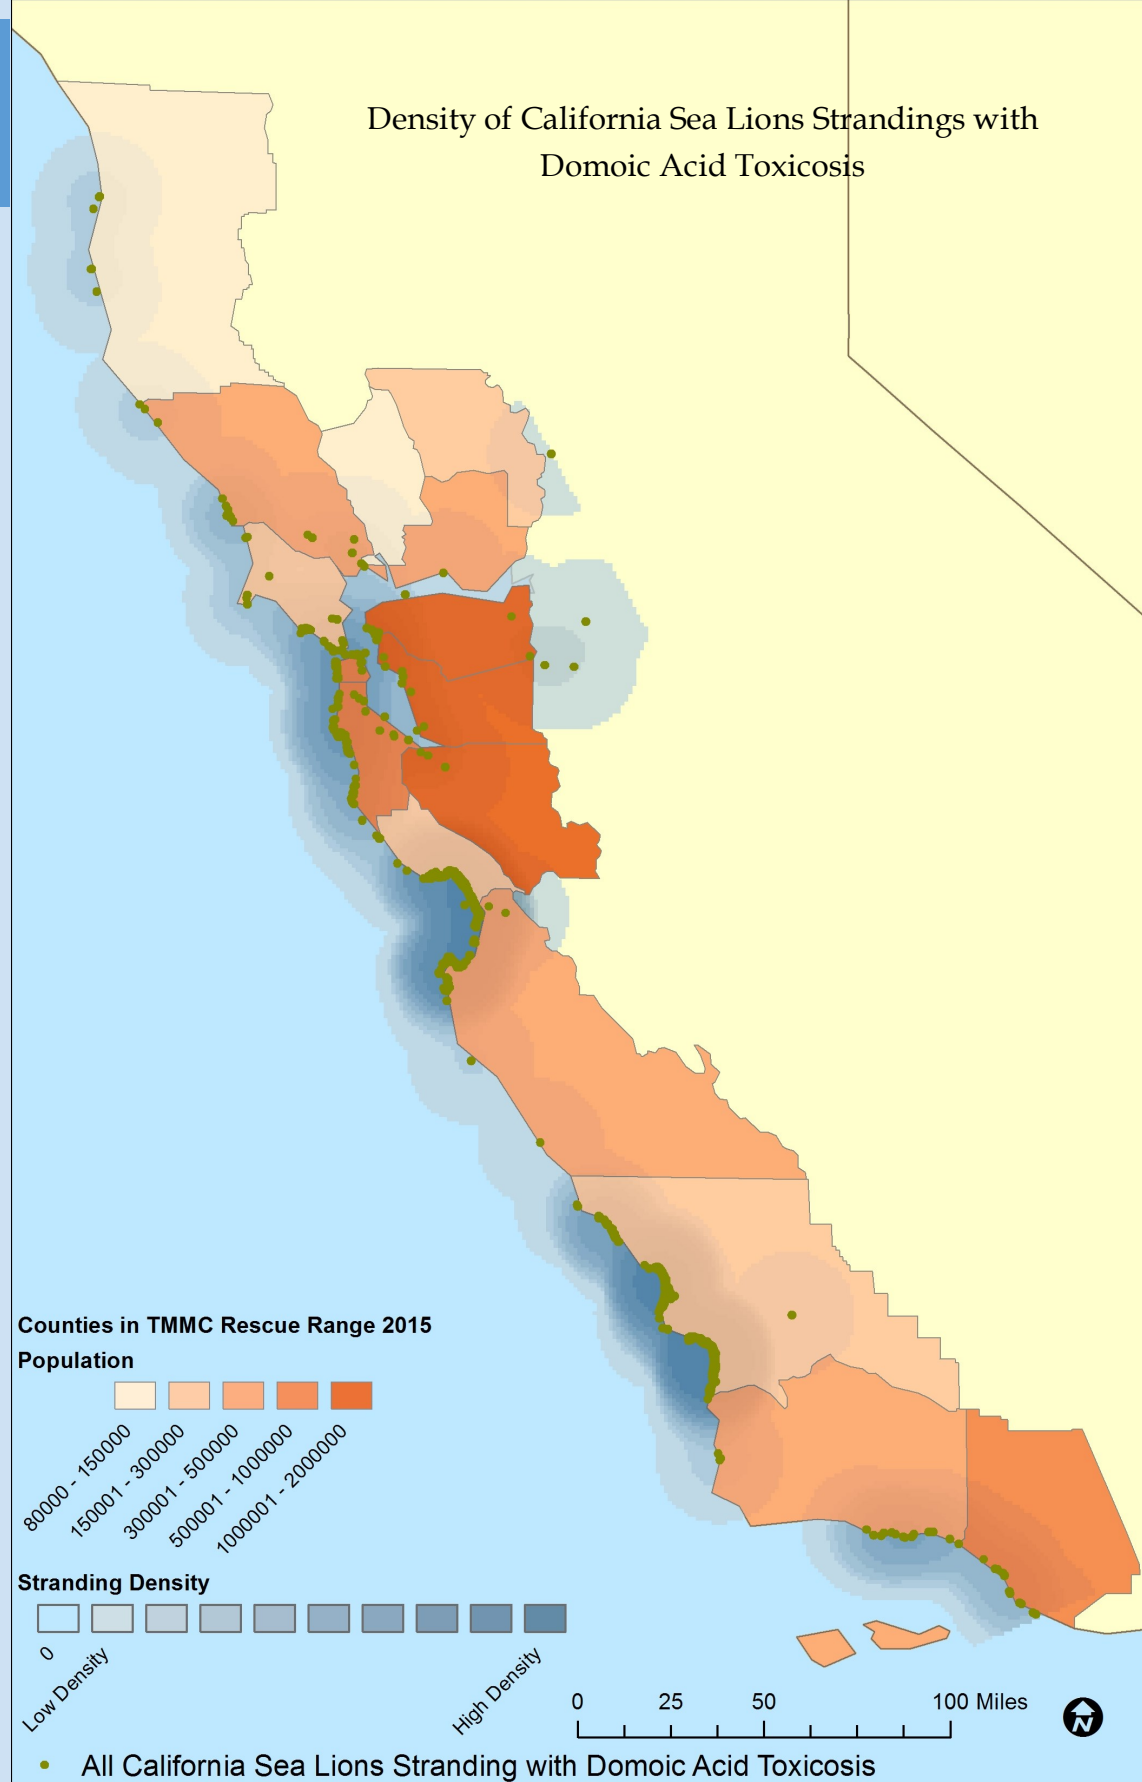 Density of California Sea Lions Strandings with
Domoic Acid Toxicosis
Counties in TMMC Rescue Range 2015
Population
80000 - 150000
150001 - 300000
300001 - 500000
500001 - 1000000
1000001 - 2000000
Stranding Density
0
Low Density
High Density
0 25 50 100 Miles
N
All California Sea Lions Stranding with Domoic Acid Toxicosis